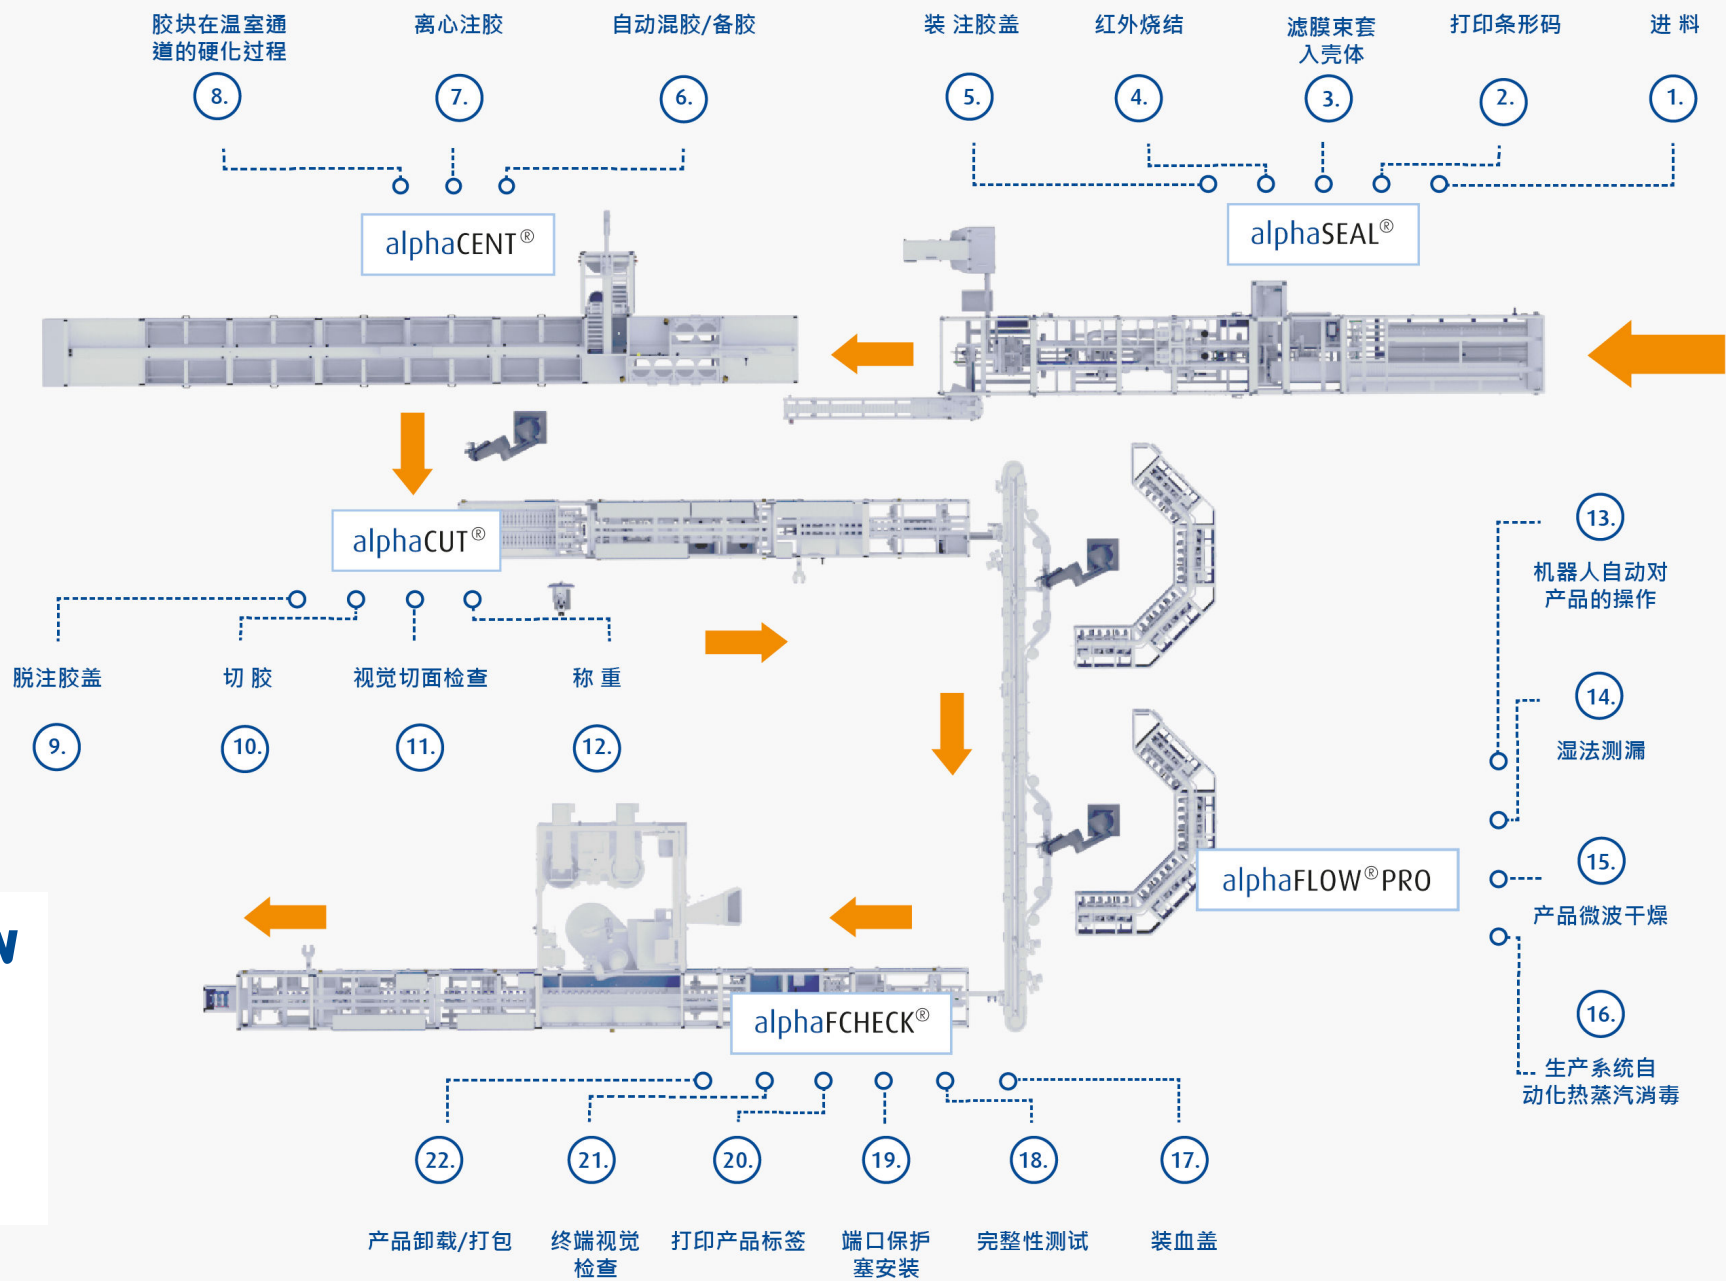 胶块在温室通
道的硬化过程
离心注胶
自动混胶/备胶
装 注胶盖
红外烧结
滤膜束套
入壳体
打印条形码
进 料
8.
7.
6.
5.
4.
3.
2.
1.
alphaCENT®
alphaSEAL®
alphaCUT®
脱注胶盖
切 胶
视觉切面检查
称 重
9.
10.
11.
12.
13.
机器人自动对
产品的操作
14.
湿法测漏
15.
产品微波干燥
16.
生产系统自
动化热蒸汽消毒
alphaFLOW®PRO
alphaFCHECK®
22.
21.
20.
19.
18.
17.
产品卸载/打包
终端视觉
检查
打印产品标签
端口保护
塞安装
完整性测试
装血盖